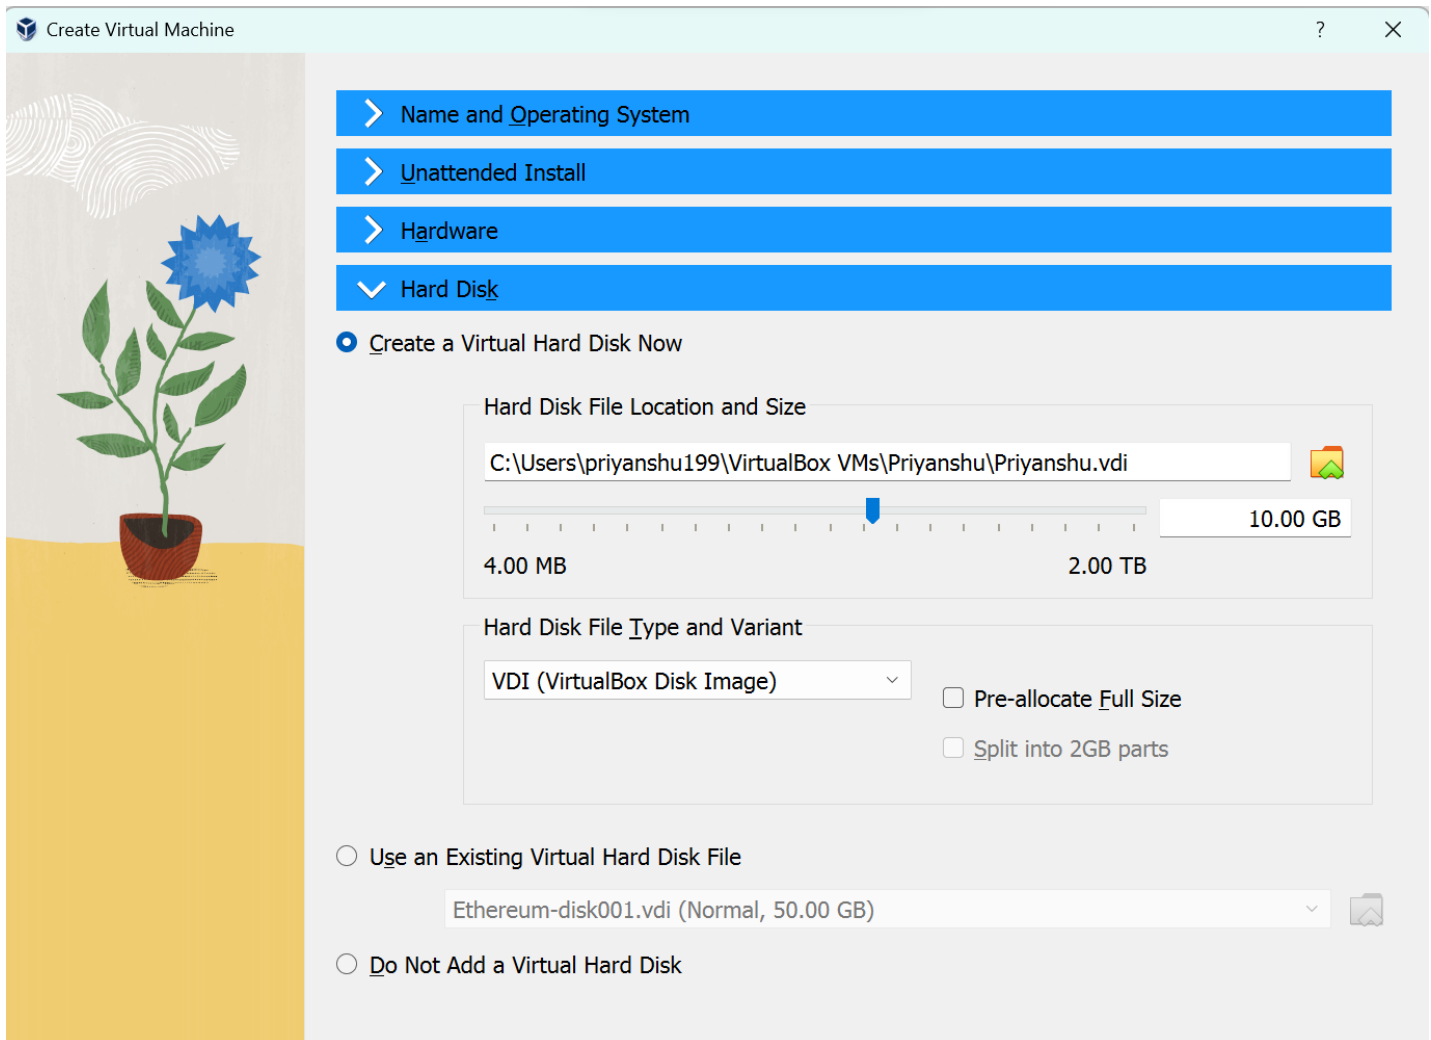 Create Virtual Machine
?
Name and Operating System
Unattended Install
Hardware
Hard Disk
Create a Virtual Hard Disk Now
Hard Disk File Location and Size
C:\Users\priyanshu199\VirtualBox VMs\Priyanshu\Priyanshu.vdi
10.00 GB
4.00 MB 2.00 TB
Hard Disk File Type and Variant
VDI (VirtualBox Disk Image)
Pre-allocate Full Size
Split into 2GB parts
Use an Existing Virtual Hard Disk File
Ethereum-disk001.vdi (Normal, 50.00 GB)
Do Not Add a Virtual Hard Disk